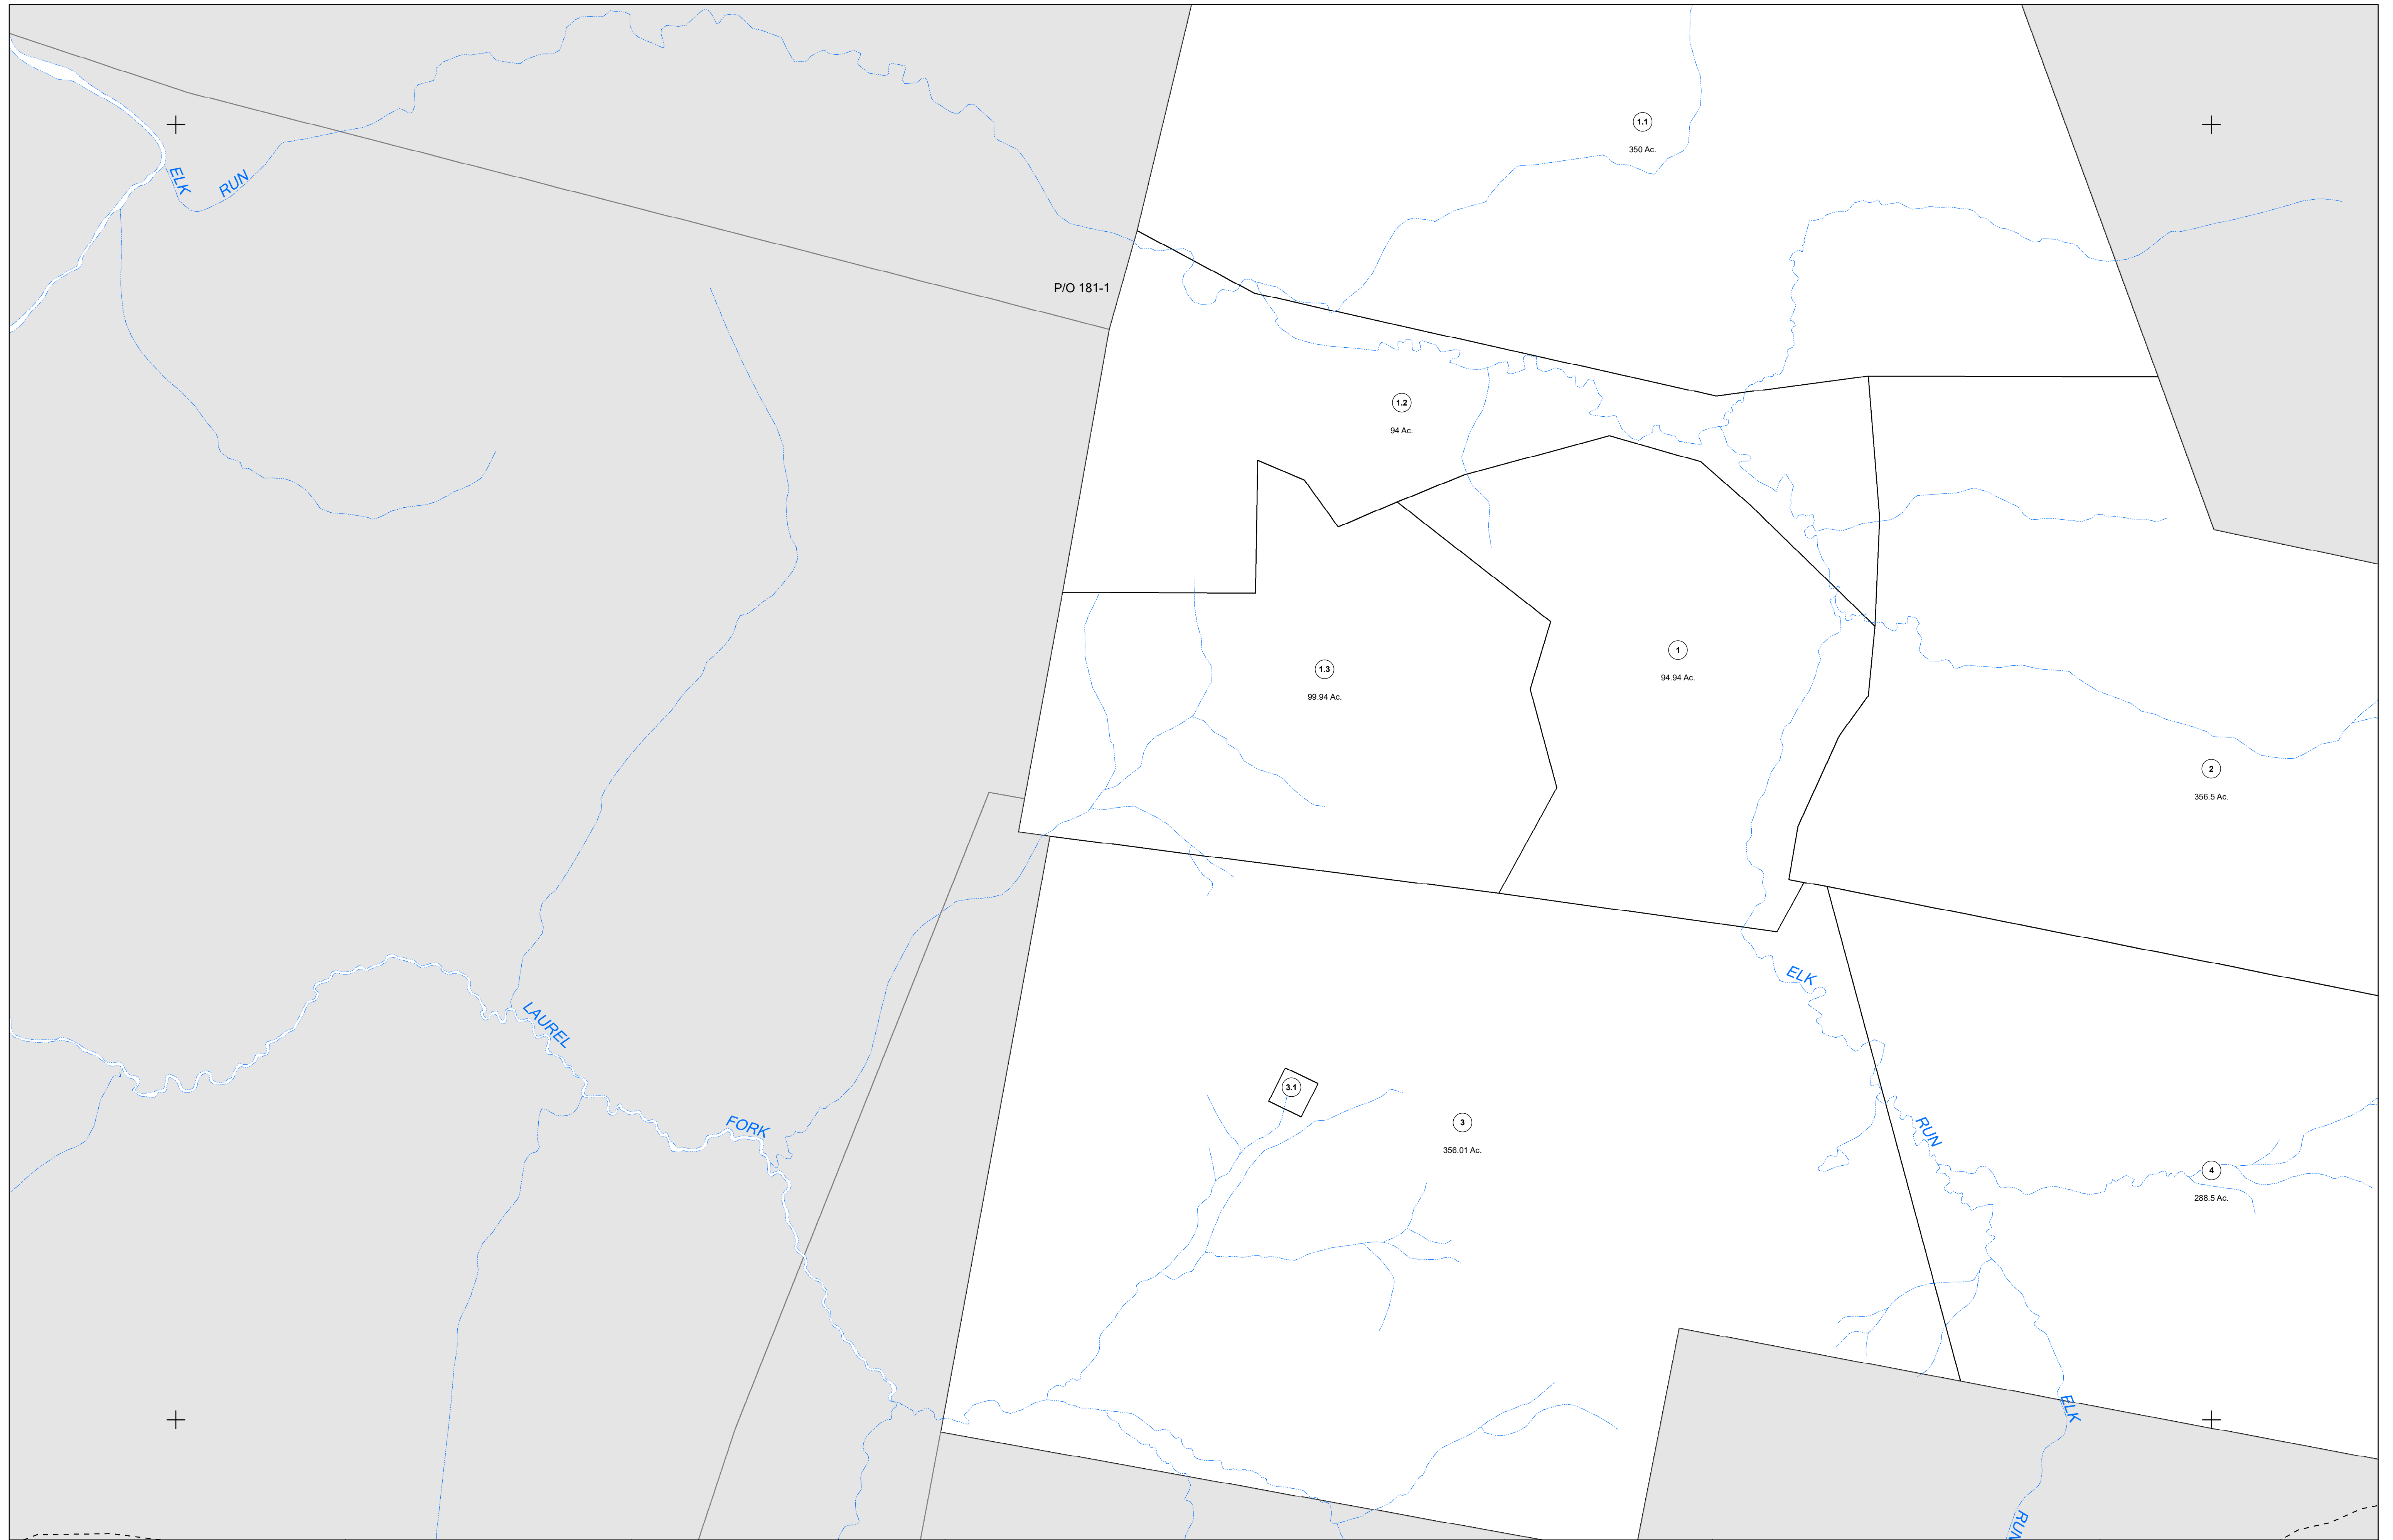 1.1
350 Ac.
ELK
RUN
P/O 181-1
1.2
94 Ac.
1
94.94 Ac.
1.3
99.94 Ac.
2
356.5 Ac.
ELK
LAUREL
3.1
FORK
3
356.01 Ac.
RUN
4
288.5 Ac.
ELK
RUN